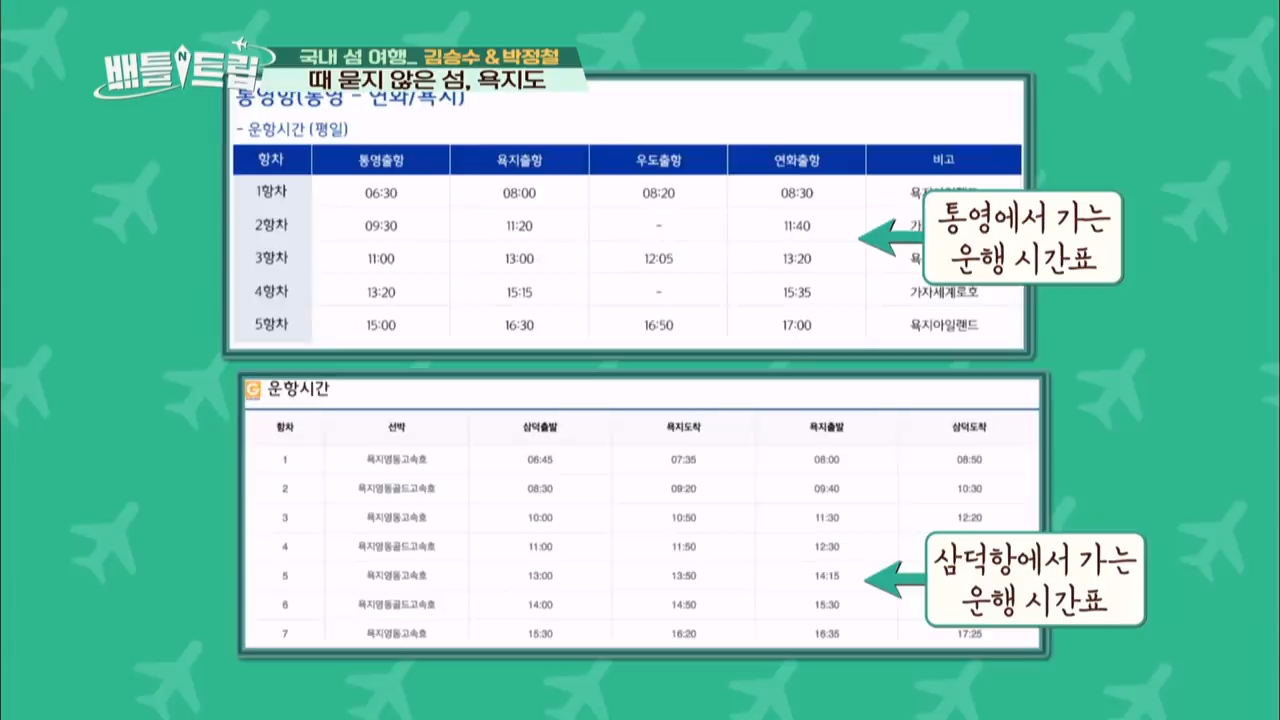 배틀트립
N
국내 섬 여행_ 김승수 & 박정철
때 묻지 않은 섬, 욕지도
통영항(통영 - 연화/욕지)
- 운항시간 (평일)
항차 통영출항 욕지출항 우도출항 연화출항 비고
1항차 06:30 08:00 08:20 08:30
2항차 09:30 11:20 - 11:40
3항차 11:00 13:00 12:05 13:20
4항차 13:20 15:15 - 15:35 가자세계로호
5항차 15:00 16:30 16:50 17:00 욕지아일랜드
통영에서 가는
운행 시간표
G 운항시간
항차 선박 삼덕출발 욕지도착 욕지출발 삼덕도착
1 욕지영동고속호 06:45 07:35 08:00 08:50
2 욕지영동골드고속호 08:30 09:20 09:40 10:30
3 욕지영동고속호 10:00 10:50 11:30 12:20
4 욕지영동골드고속호 11:00 11:50 12:30
5 욕지영동고속호 13:00 13:50 14:15
6 욕지영동골드고속호 14:00 14:50 15:30
7 욕지영동고속호 15:30 16:20 16:35 17:25
삼덕항에서 가는
운행 시간표